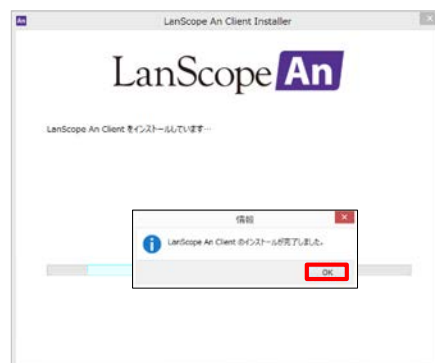 LanScope An Client Installer
LanScope An
LanScope An Client をインストールしています…
情報
LanScope An Client のインストールが完了しました。
OK